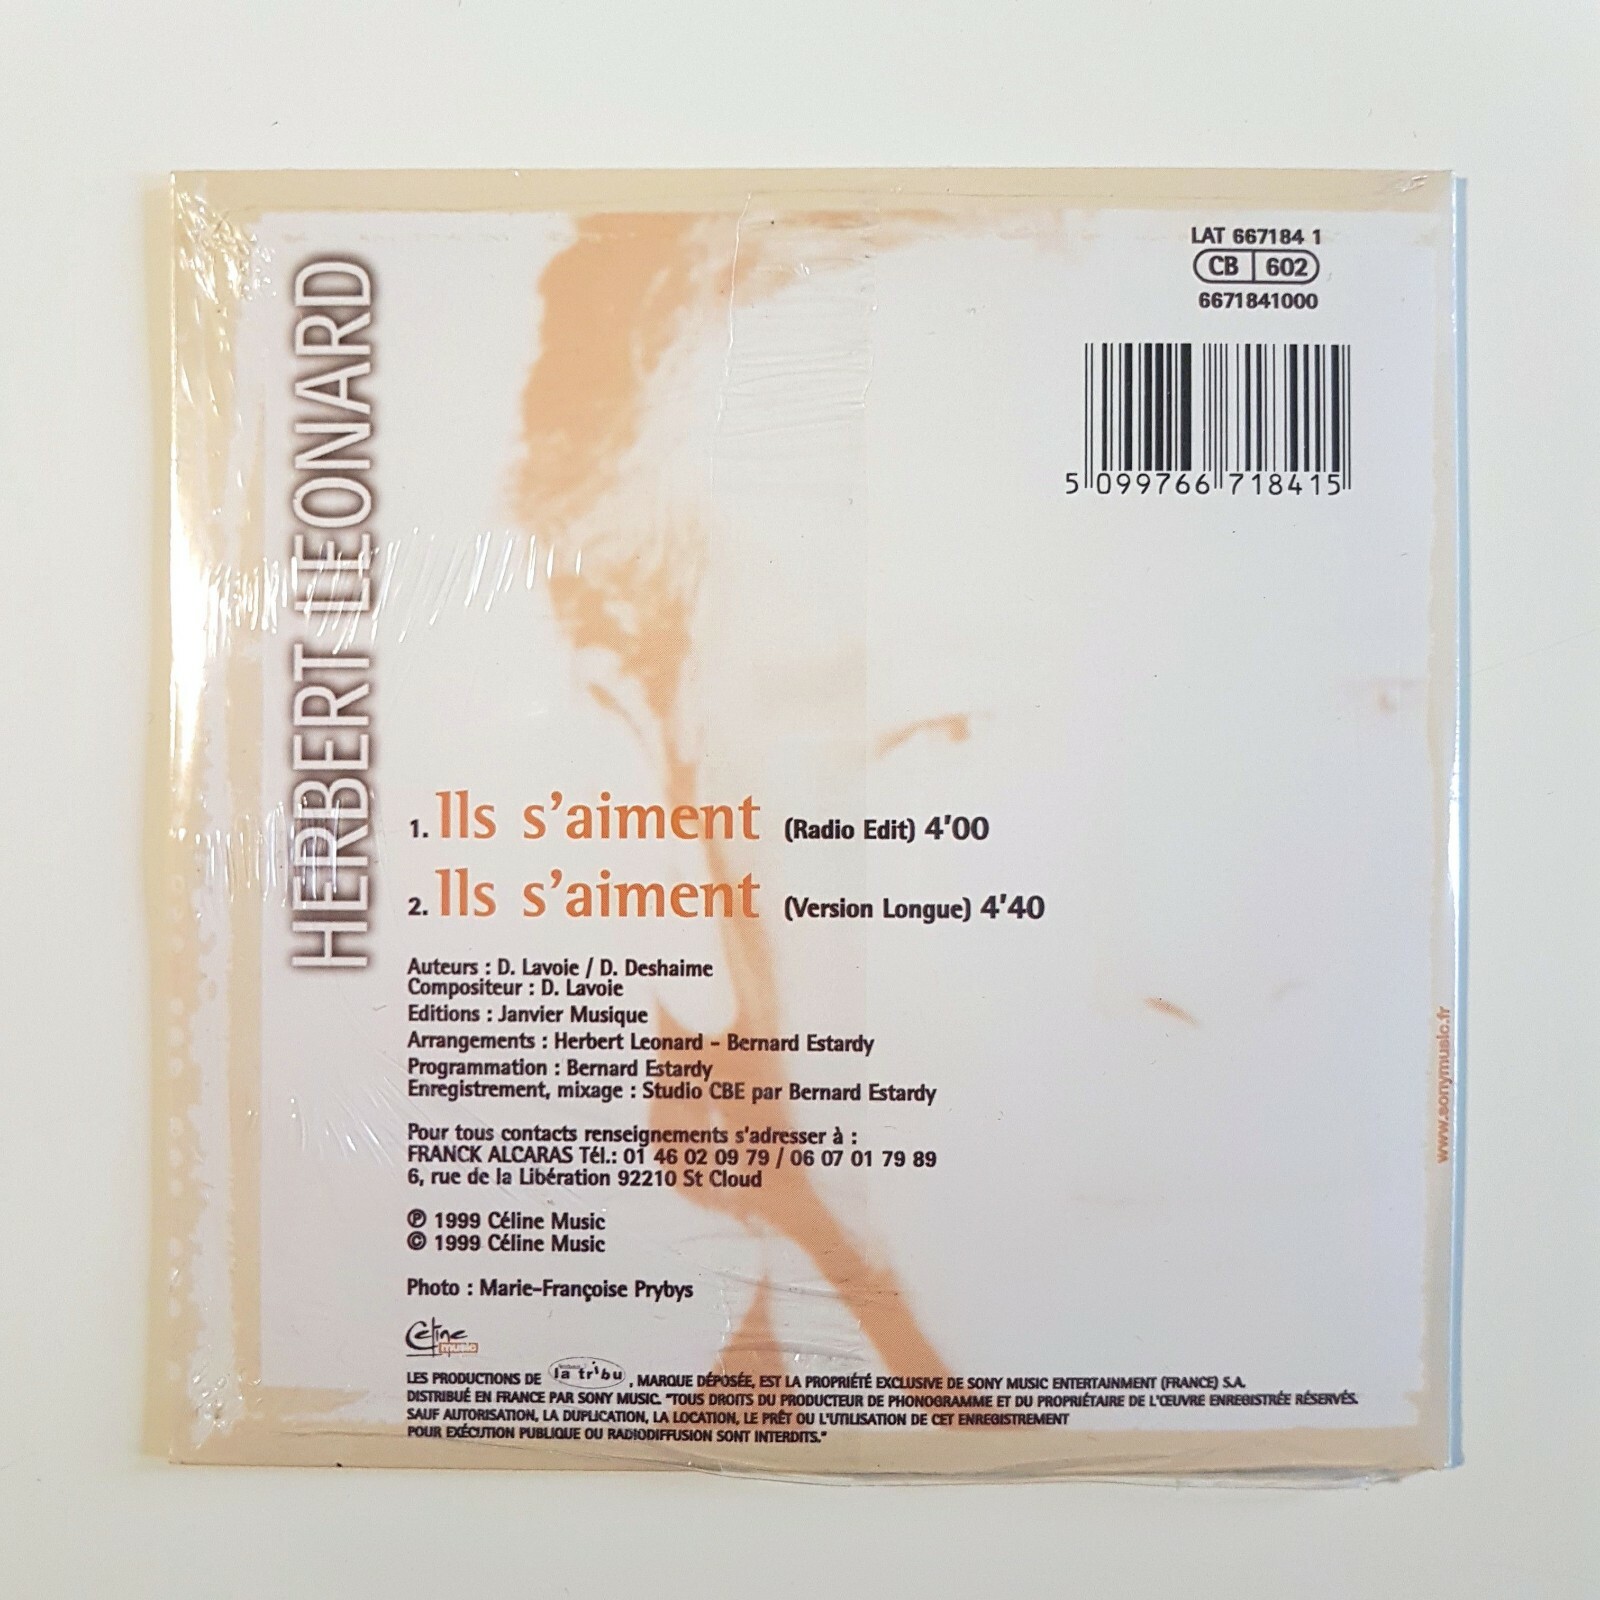 HERBERT LEONARD
LAT 667184 1
CB 602
6671841000
5 099766 718415
1. Ils s'aiment (Radio Edit) 4'00
2. Ils s'aiment (Version Longue) 4'40
Auteurs : D. Lavoie / D. Deshaime
Compositeur : D. Lavoie
Editions : Janvier Musique
Arrangements : Herbert Leonard - Bernard Estardy
Programmation : Bernard Estardy
Enregistrement, mixage : Studio CBE par Bernard Estardy
Pour tous contacts renseignements s'adresser à :
FRANCK ALCARAS Tél.: 01 46 02 09 79 / 06 07 01 79 89
6, rue de la Libération 92210 St Cloud
℗ 1999 Céline Music
© 1999 Céline Music
Photo : Marie-Françoise Prybys
Céline music
LES PRODUCTIONS DE la tribu, MARQUE DÉPOSÉE, EST LA PROPRIÉTÉ EXCLUSIVE DE SONY MUSIC ENTERTAINMENT (FRANCE) S.A.
DISTRIBUÉ EN FRANCE PAR SONY MUSIC. "TOUS DROITS DU PRODUCTEUR DE PHONOGRAMME ET DU PROPRIÉTAIRE DE L'ŒUVRE ENREGISTRÉE RÉSERVÉS.
SAUF AUTORISATION, LA DUPLICATION, LA LOCATION, LE PRÊT OU L'UTILISATION DE CET ENREGISTREMENT
POUR EXÉCUTION PUBLIQUE OU RADIODIFFUSION SONT INTERDITS."
www.sonymusic.fr